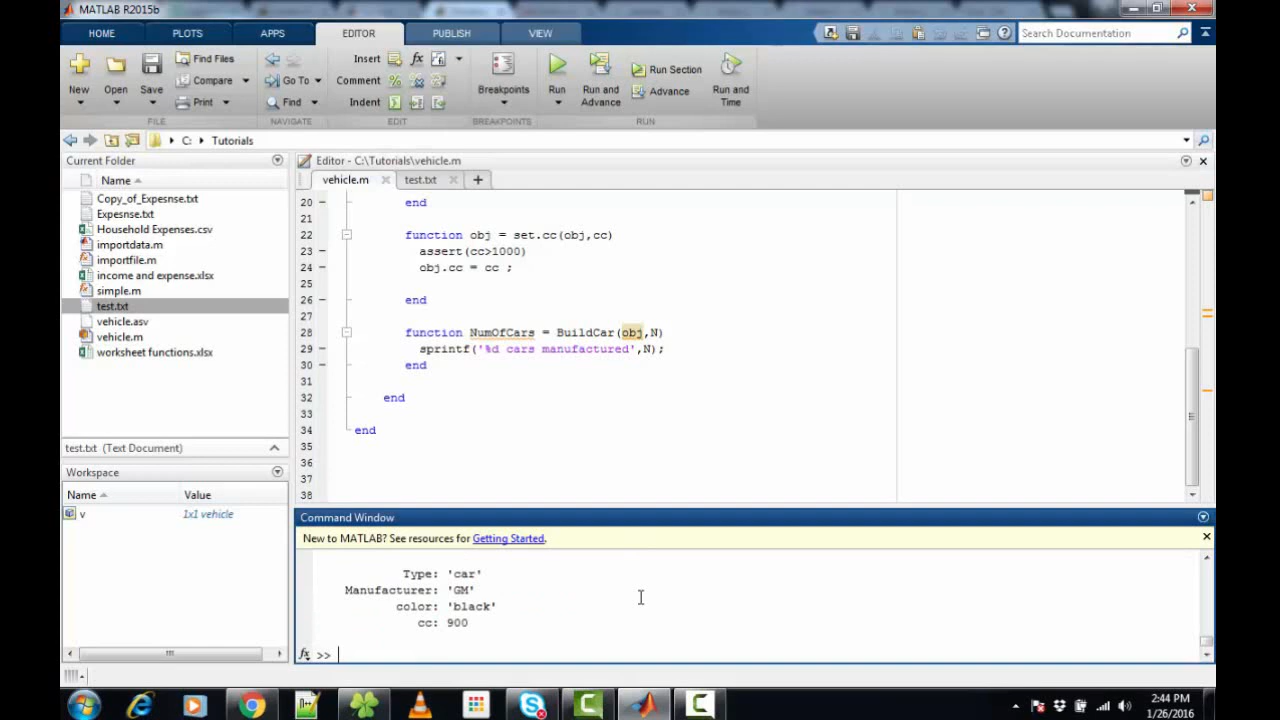 MATLAB R2015b
HOME PLOTS APPS EDITOR PUBLISH VIEW Search Documentation
New Open Save Find Files Compare Print
FILE
Go To Find
NAVIGATE
Insert fx
Comment
Indent
EDIT
Breakpoints
BREAKPOINTS
Run Run and Advance Run Section Advance Run and Time
RUN
C: Tutorials
Current Folder
Name
Copy_of_Expesnse.txt
Expesnse.txt
Household Expenses.csv
importdata.m
importfile.m
income and expense.xlsx
simple.m
test.txt
vehicle.asv
vehicle.m
worksheet functions.xlsx
test.txt (Text Document)
Workspace
Name Value
v 1x1 vehicle
Editor - C:\Tutorials\vehicle.m
vehicle.m test.txt
20 end
21
22 function obj = set.cc(obj,cc)
23 assert(cc>1000)
24 obj.cc = cc ;
25
26 end
27
28 function NumOfCars = BuildCar(obj,N)
29 sprintf('%d cars manufactured',N);
30 end
31
32 end
33
34 end
35
36
37
38
Command Window
New to MATLAB? See resources for Getting Started.
Type: 'car'
Manufacturer: 'GM'
color: 'black'
cc: 900
fx >>
2:44 PM
1/26/2016